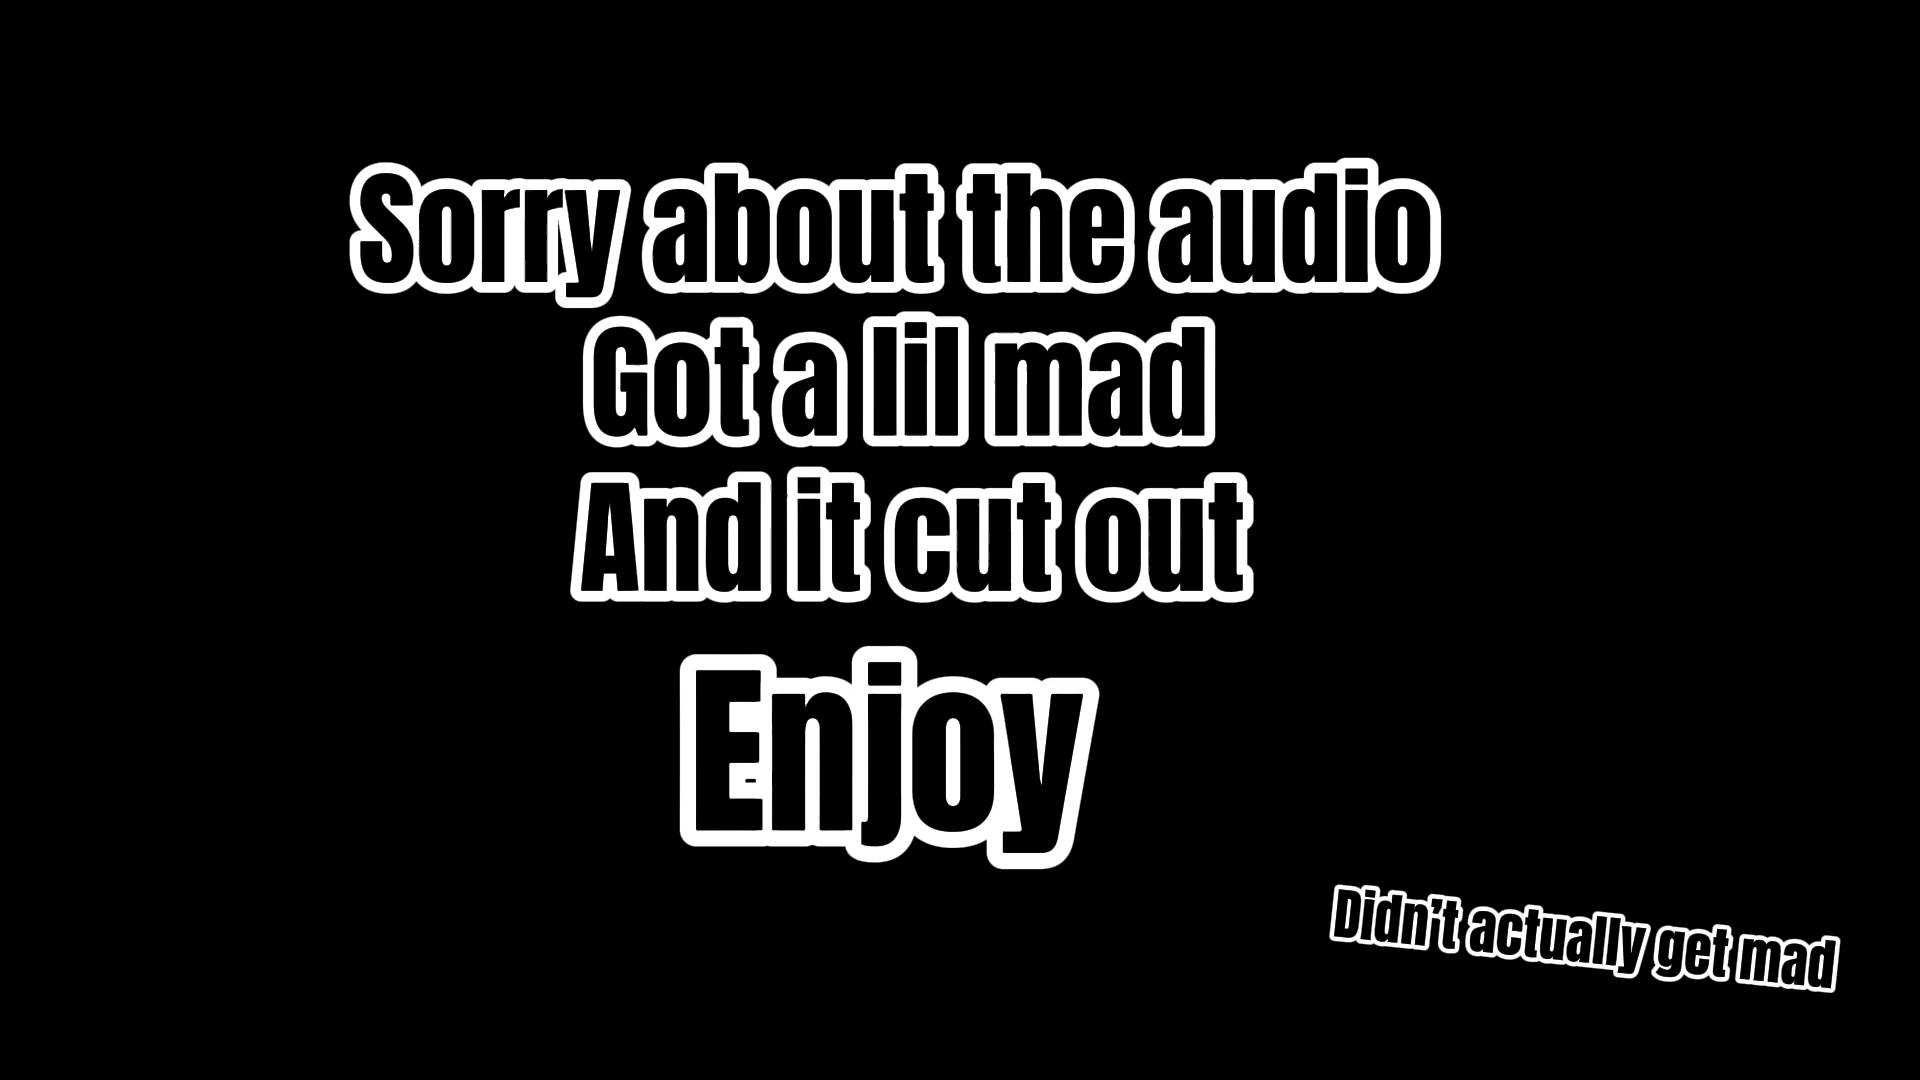 Sorry about the audio
Got a lil mad
And it cut out
Enjoy
Didn't actually get mad